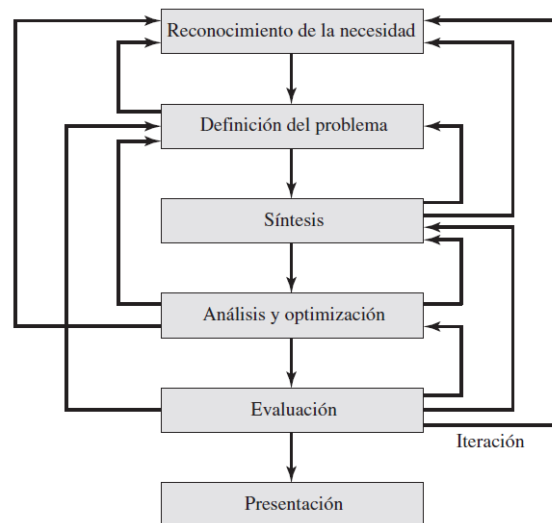 Reconocimiento de la necesidad
Definición del problema
Síntesis
Análisis y optimización
Evaluación
Iteración
Presentación